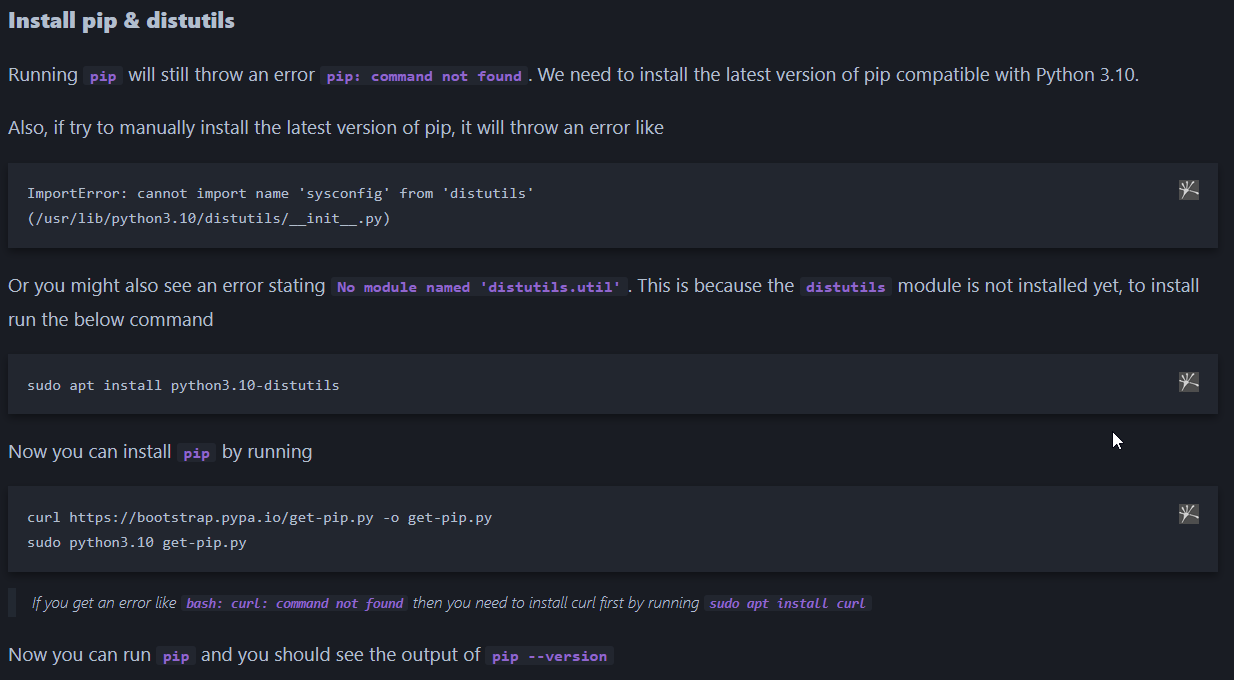 Install pip & distutils
Running pip will still throw an error pip: command not found. We need to install the latest version of pip compatible with Python 3.10.
Also, if try to manually install the latest version of pip, it will throw an error like
ImportError: cannot import name 'sysconfig' from 'distutils'
(/usr/lib/python3.10/distutils/__init__.py)
Or you might also see an error stating No module named 'distutils.util'. This is because the distutils module is not installed yet, to install
run the below command
sudo apt install python3.10-distutils
Now you can install pip by running
curl https://bootstrap.pypa.io/get-pip.py -o get-pip.py
sudo python3.10 get-pip.py
If you get an error like bash: curl: command not found then you need to install curl first by running sudo apt install curl
Now you can run pip and you should see the output of pip --version